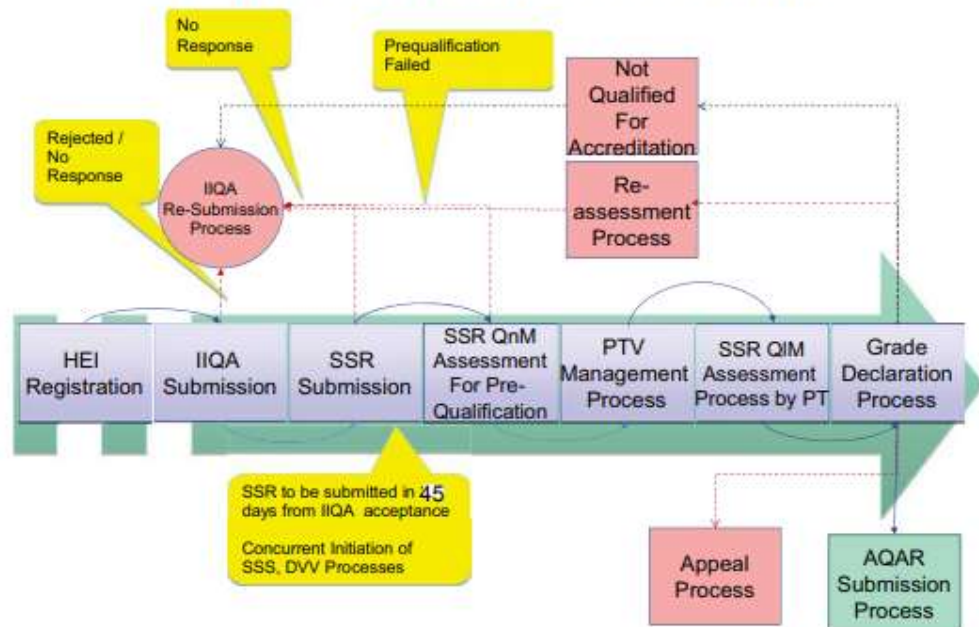 No
Response
Prequalification
Failed
Not
Qualified
For
Accreditation
Rejected /
No
Response
IIQA
Re-Submission
Process
Re-
assessment
Process
HEI
Registration
IIQA
Submission
SSR
Submission
SSR QnM
Assessment
For Pre-
Qualification
PTV
Management
Process
SSR QlM
Assessment
Process by PT
Grade
Declaration
Process
SSR to be submitted in 45
days from IIQA acceptance
Concurrent Initiation of
SSS, DVV Processes
Appeal
Process
AQAR
Submission
Process